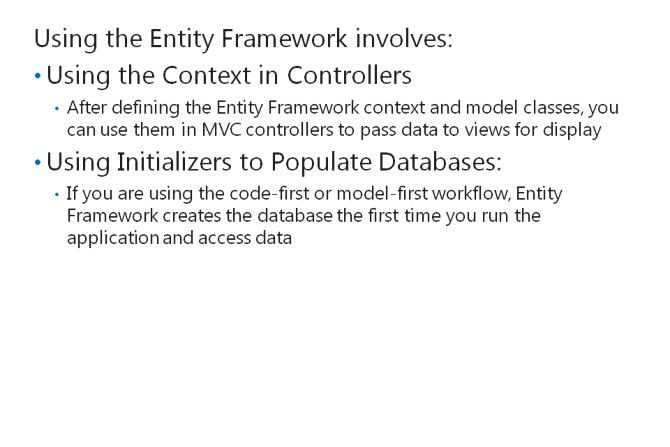 Using the Entity Framework involves:
• Using the Context in Controllers
• After defining the Entity Framework context and model classes, you
can use them in MVC controllers to pass data to views for display
• Using Initializers to Populate Databases:
• If you are using the code-first or model-first workflow, Entity
Framework creates the database the first time you run the
application and access data